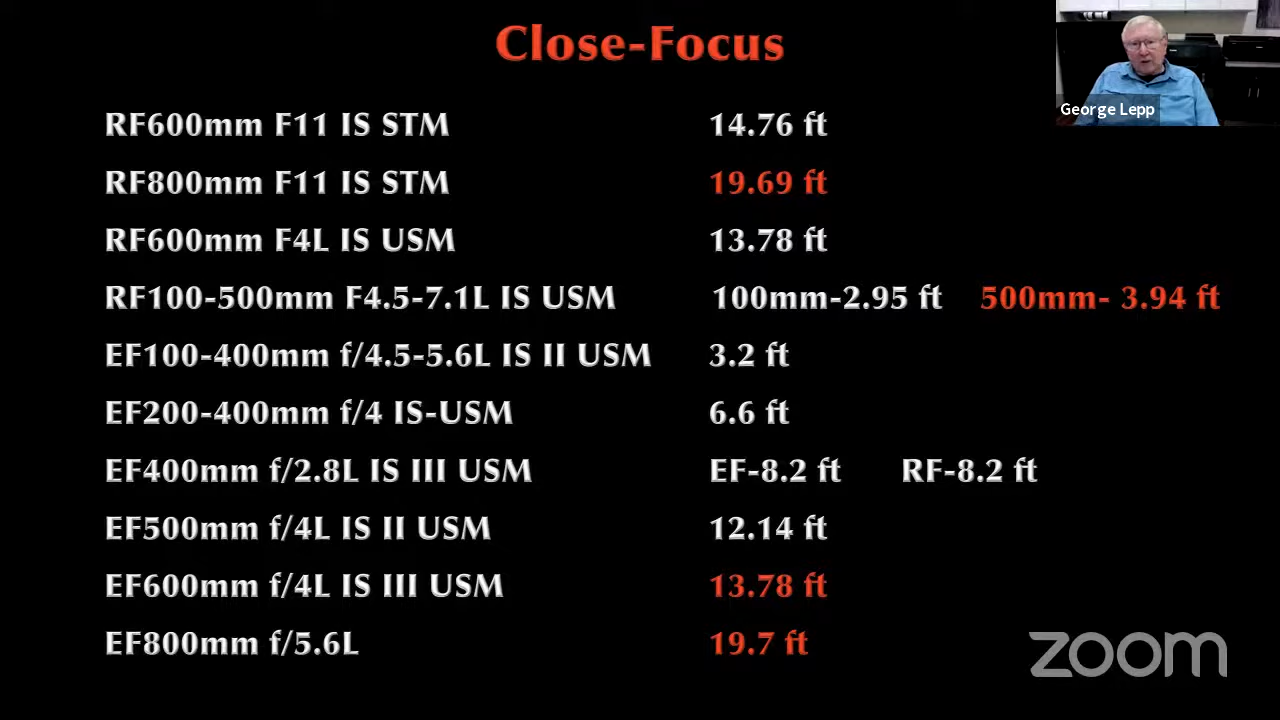 Close-Focus
George Lepp
RF600mm F11 IS STM 14.76 ft
RF800mm F11 IS STM 19.69 ft
RF600mm F4L IS USM 13.78 ft
RF100-500mm F4.5-7.1L IS USM 100mm-2.95 ft 500mm- 3.94 ft
EF100-400mm f/4.5-5.6L IS II USM 3.2 ft
EF200-400mm f/4 IS-USM 6.6 ft
EF400mm f/2.8L IS III USM EF-8.2 ft RF-8.2 ft
EF500mm f/4L IS II USM 12.14 ft
EF600mm f/4L IS III USM 13.78 ft
EF800mm f/5.6L 19.7 ft
zoom